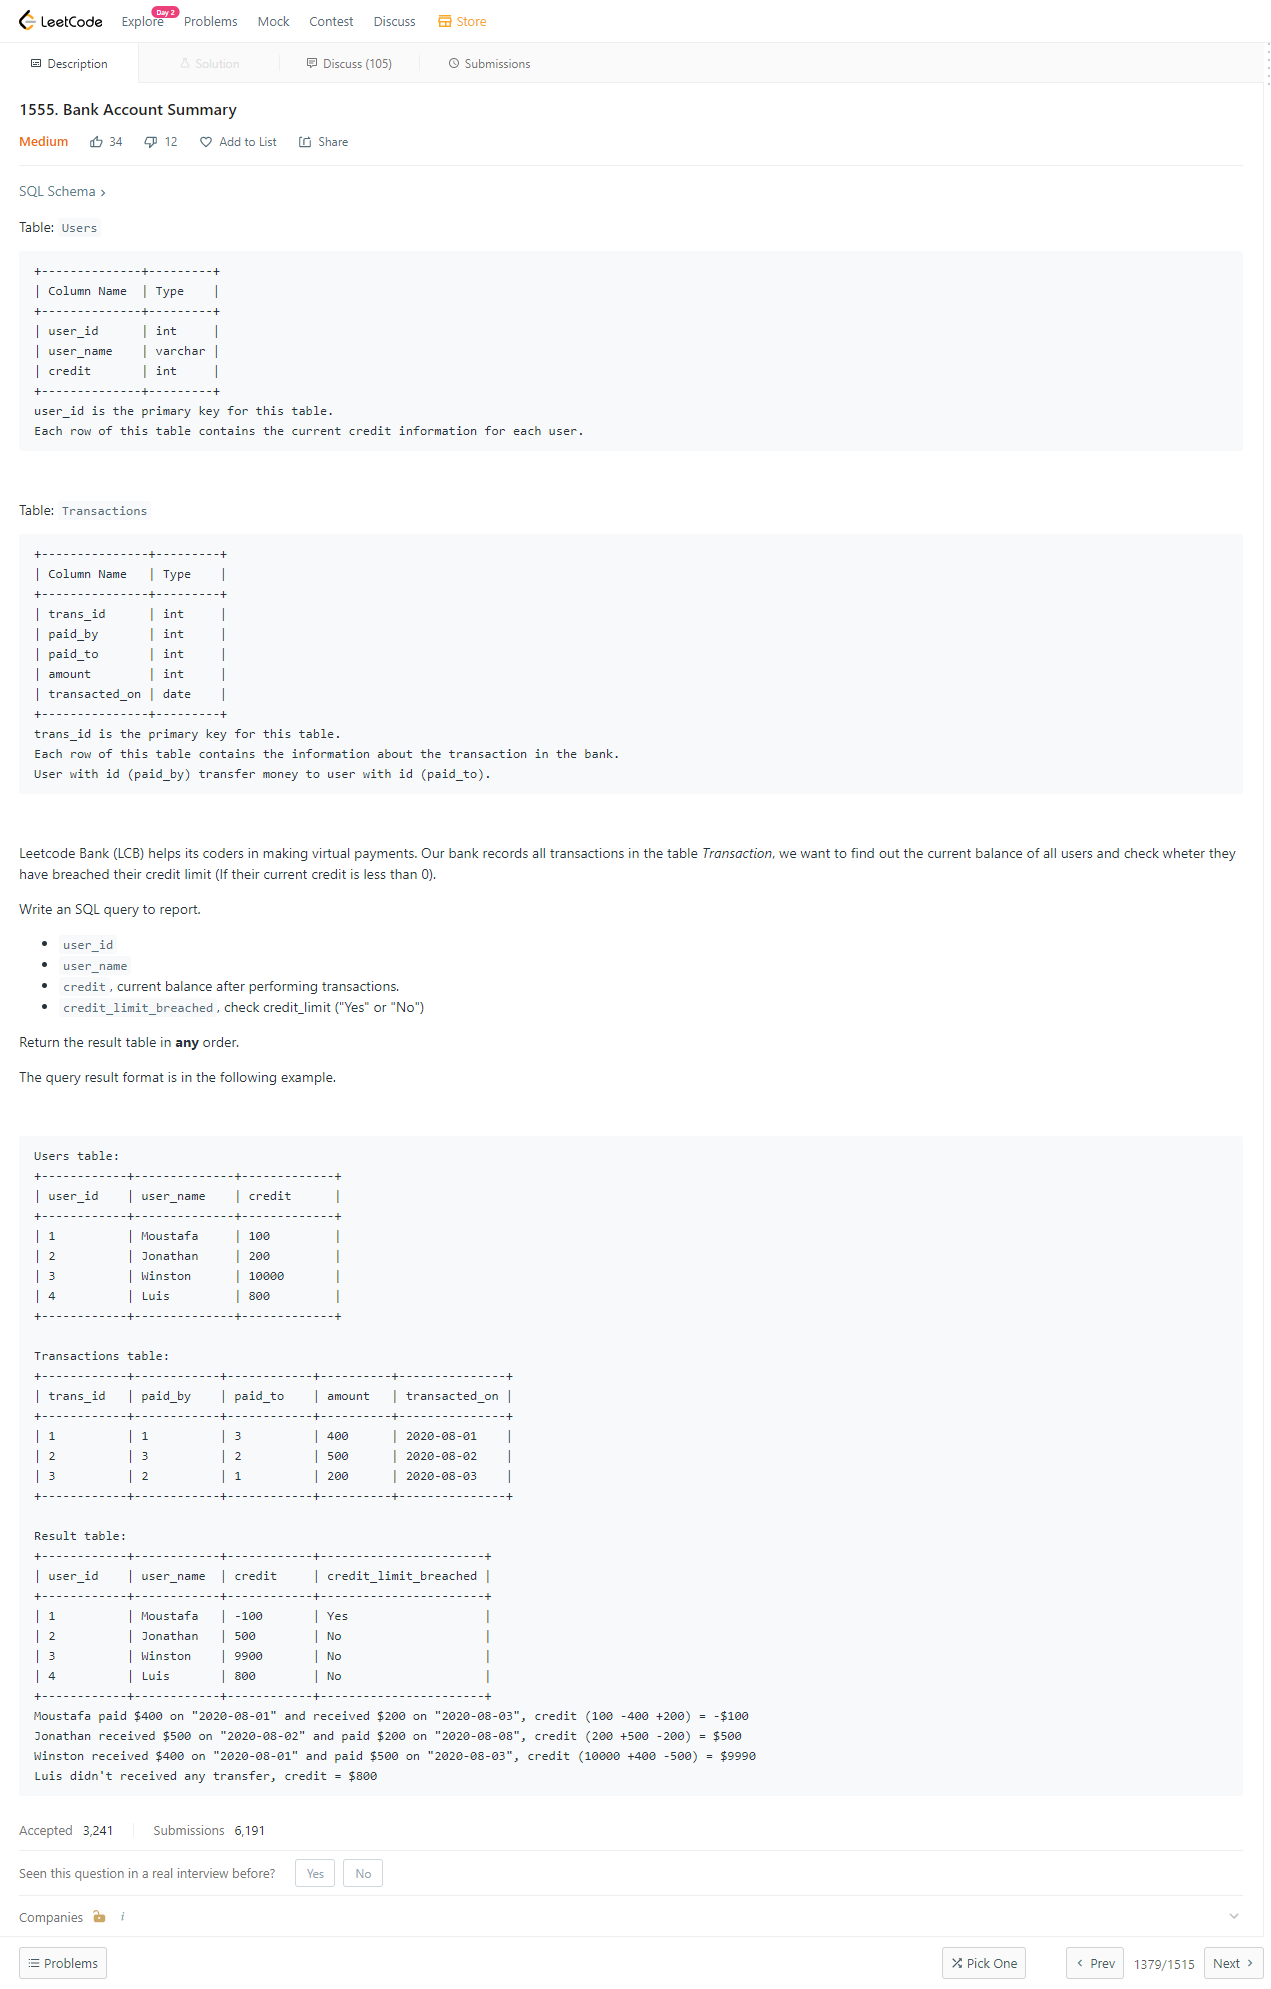 LeetCode Explore Day 2 Problems Mock Contest Discuss Store
Description Solution Discuss (105) Submissions
1555. Bank Account Summary
Medium 34 12 Add to List Share
SQL Schema ›
Table: Users
+--------------+---------+
| Column Name  | Type    |
+--------------+---------+
| user_id      | int     |
| user_name    | varchar |
| credit       | int     |
+--------------+---------+
user_id is the primary key for this table.
Each row of this table contains the current credit information for each user.
Table: Transactions
+---------------+---------+
| Column Name   | Type    |
+---------------+---------+
| trans_id      | int     |
| paid_by       | int     |
| paid_to       | int     |
| amount        | int     |
| transacted_on | date    |
+---------------+---------+
trans_id is the primary key for this table.
Each row of this table contains the information about the transaction in the bank.
User with id (paid_by) transfer money to user with id (paid_to).
Leetcode Bank (LCB) helps its coders in making virtual payments. Our bank records all transactions in the table Transaction, we want to find out the current balance of all users and check wheter they
have breached their credit limit (If their current credit is less than 0).
Write an SQL query to report.
• user_id
• user_name
• credit, current balance after performing transactions.
• credit_limit_breached, check credit_limit ("Yes" or "No")
Return the result table in any order.
The query result format is in the following example.
Users table:
+------------+--------------+-------------+
| user_id    | user_name    | credit      |
+------------+--------------+-------------+
| 1          | Moustafa     | 100         |
| 2          | Jonathan     | 200         |
| 3          | Winston      | 10000       |
| 4          | Luis         | 800         |
+------------+--------------+-------------+
Transactions table:
+------------+------------+------------+----------+---------------+
| trans_id   | paid_by    | paid_to    | amount   | transacted_on |
+------------+------------+------------+----------+---------------+
| 1          | 1          | 3          | 400      | 2020-08-01    |
| 2          | 3          | 2          | 500      | 2020-08-02    |
| 3          | 2          | 1          | 200      | 2020-08-03    |
+------------+------------+------------+----------+---------------+
Result table:
+------------+------------+------------+-----------------------+
| user_id    | user_name  | credit     | credit_limit_breached |
+------------+------------+------------+-----------------------+
| 1          | Moustafa   | -100       | Yes                   |
| 2          | Jonathan   | 500        | No                    |
| 3          | Winston    | 9900       | No                    |
| 4          | Luis       | 800        | No                    |
+------------+------------+------------+-----------------------+
Moustafa paid $400 on "2020-08-01" and received $200 on "2020-08-03", credit (100 -400 +200) = -$100
Jonathan received $500 on "2020-08-02" and paid $200 on "2020-08-08", credit (200 +500 -200) = $500
Winston received $400 on "2020-08-01" and paid $500 on "2020-08-03", credit (10000 +400 -500) = $9990
Luis didn't received any transfer, credit = $800
Accepted 3,241 Submissions 6,191
Seen this question in a real interview before? Yes No
Companies i
Problems Pick One ‹ Prev 1379/1515 Next ›